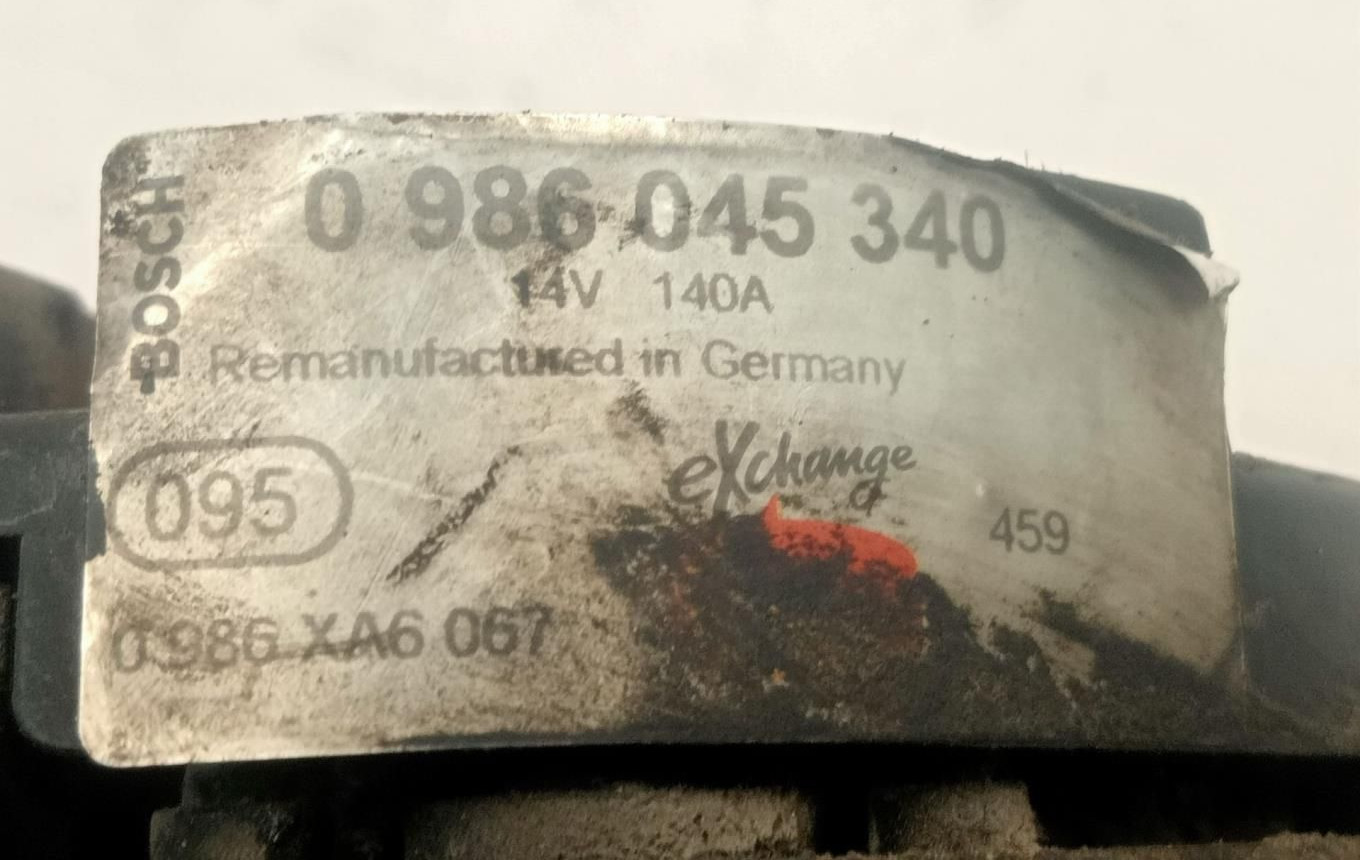 BOSCH
0 986 045 340
14V 140A
Remanufactured in Germany
eXchange
095
459
0 986 XA6 067